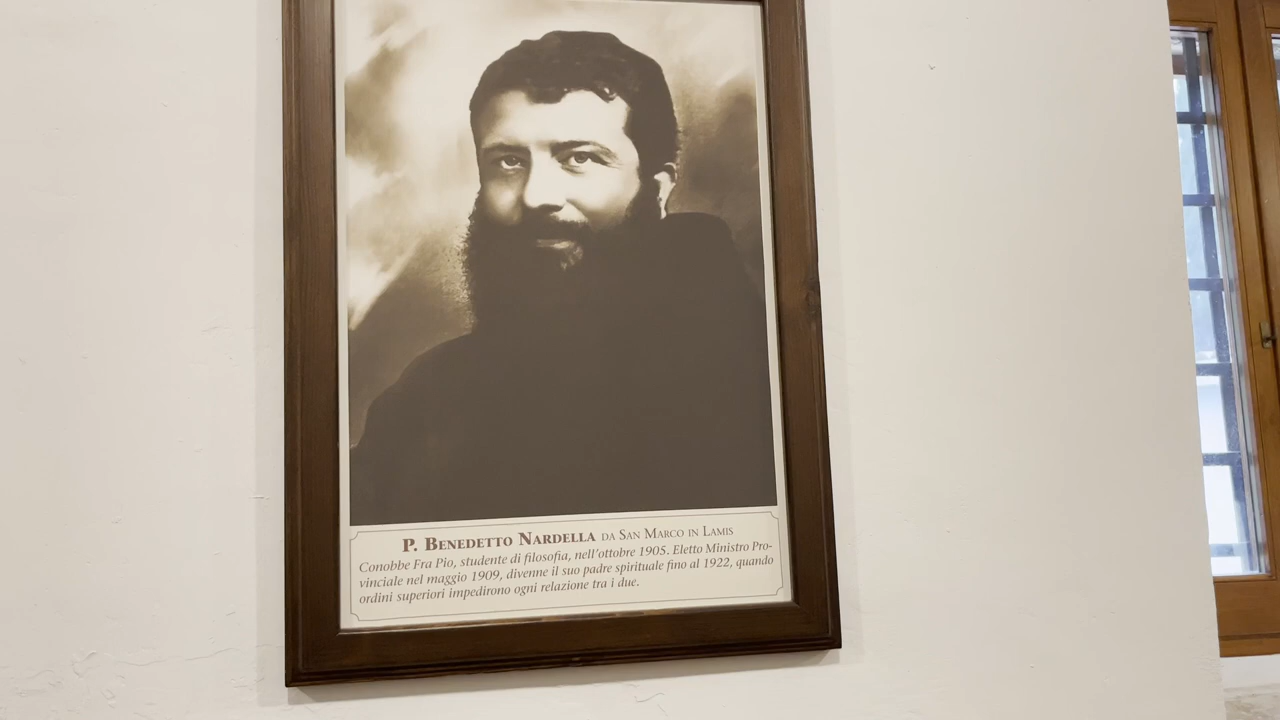 P. Benedetto Nardella da San Marco in Lamis
Conobbe Fra Pio, studente di filosofia, nell'ottobre 1905. Eletto Ministro Pro-
vinciale nel maggio 1909, divenne il suo padre spirituale fino al 1922, quando
ordini superiori impedirono ogni relazione tra i due.